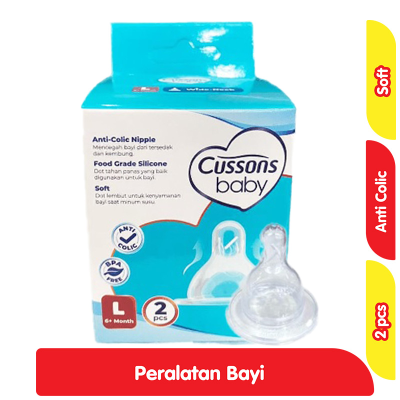 L
Wide-Neck
Anti-Colic Nipple
Mencegah bayi dari tersedak
dan kembung.
Food Grade Silicone
Dot tahan panas yang baik
digunakan untuk bayi.
Soft
Dot lembut untuk kenyamanan
bayi saat minum susu.
Cussons
baby
ANTI
COLIC
BPA
FREE
L
6+ Month
2
pcs
Soft
Anti Colic
2 pcs
Peralatan Bayi